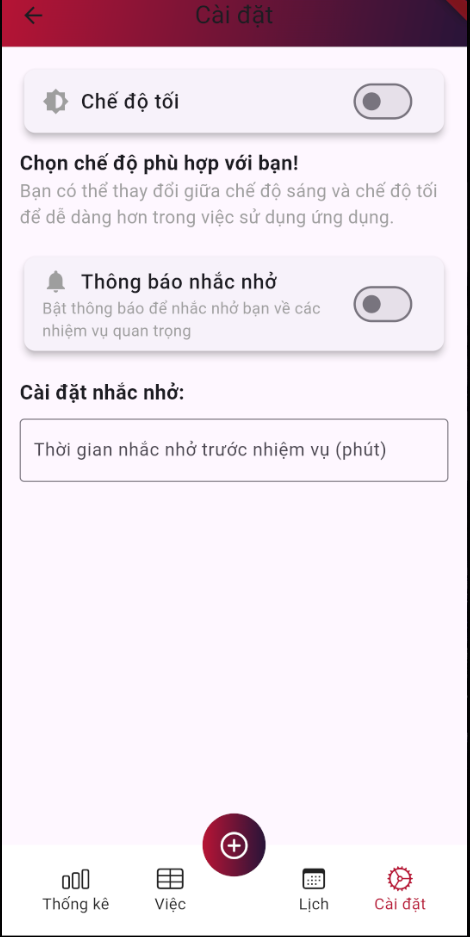 Cài đặt
Chế độ tối
Chọn chế độ phù hợp với bạn!
Bạn có thể thay đổi giữa chế độ sáng và chế độ tối
để dễ dàng hơn trong việc sử dụng ứng dụng.
Thông báo nhắc nhở
Bật thông báo để nhắc nhở bạn về các
nhiệm vụ quan trọng
Cài đặt nhắc nhở:
Thời gian nhắc nhở trước nhiệm vụ (phút)
Thống kê
Việc
Lịch
Cài đặt